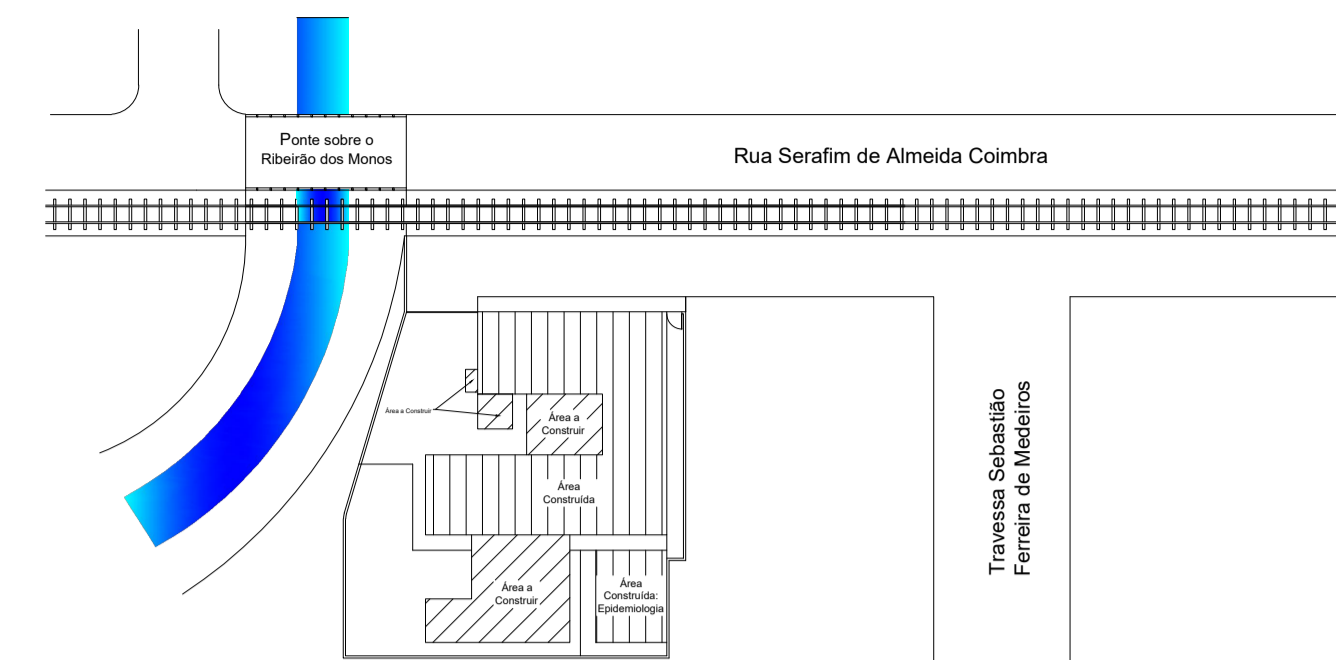 Ponte sobre o
Ribeirão dos Monos
Rua Serafim de Almeida Coimbra
Área a Construir
Área a
Construir
Área
Construída
Área a
Construir
Área
Construída:
Epidemiologia
Travessa Sebastião
Ferreira de Medeiros